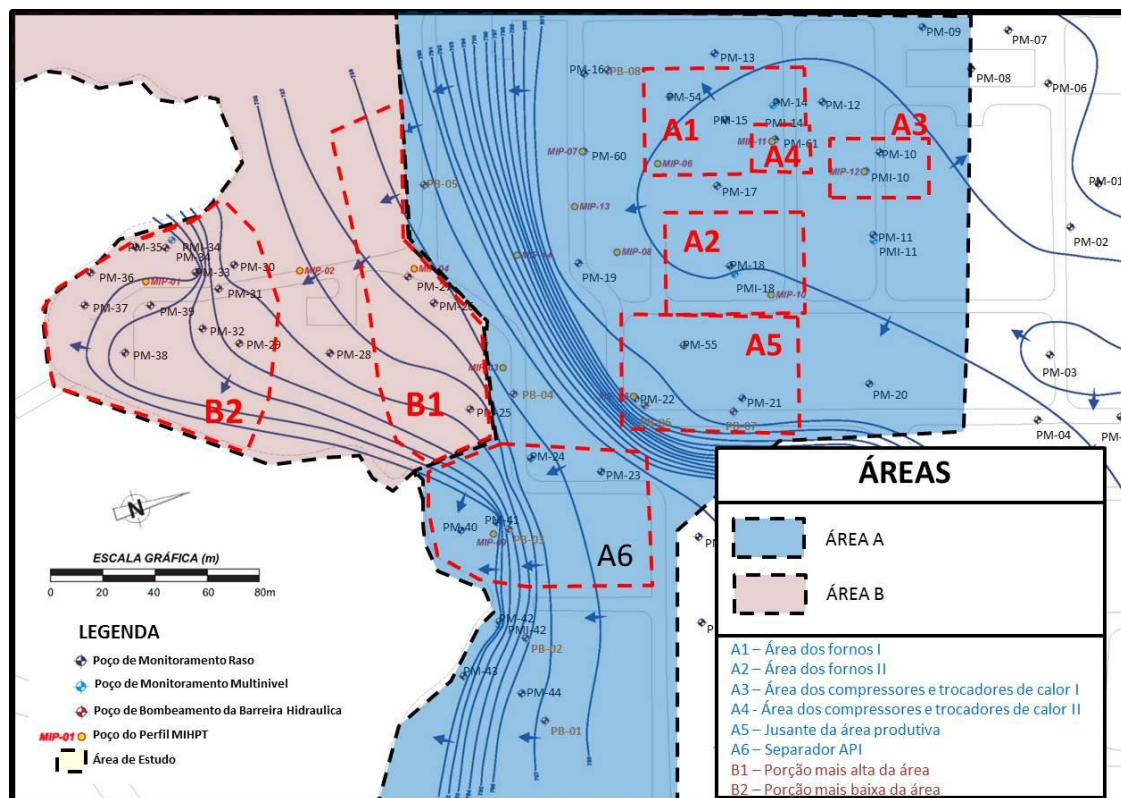 PM-09
PM-07
PM-13
PM-16
PB-08
PM-08
PM-06
PM-54
PM-14
PM-12
PM-15
PMI-14
A1
A3
MIP-11
PM-61
A4
MIP-07
PM-60
MIP-06
PM-10
MIP-12
PMI-10
PB-05
PM-17
PM-01
MIP-13
PM-02
PM-35
PMI-34
PM-34
A2
PM-11
PMI-11
MIP-08
PM-36
PM-33
PM-30
MIP-02
MIP-04
PM-19
PM-18
MIP-01
PM-27
PMI-18
PM-31
MIP-10
PM-37
PM-39
PM-26
PM-32
A5
PM-38
PM-29
PM-28
PM-55
PM-03
MIP-03
PM-20
B2
B1
PB-04
PM-25
PM-22
PM-21
PB-07
PM-04
PM-24
PM-23
N
PM-40
PM-41
PB-03
A6
ESCALA GRÁFICA (m)
0 20 40 60 80m
PM-42
PMI-42
PB-02
PM-43
PM-44
PB-01
LEGENDA
Poço de Monitoramento Raso
Poço de Monitoramento Multinivel
Poço de Bombeamento da Barreira Hidraulica
MIP-01 Poço do Perfil MIHPT
Área de Estudo
ÁREAS
ÁREA A
ÁREA B
A1 – Área dos fornos I
A2 – Área dos fornos II
A3 – Área dos compressores e trocadores de calor I
A4 - Área dos compressores e trocadores de calor II
A5 – Jusante da área produtiva
A6 – Separador API
B1 – Porção mais alta da área
B2 – Porção mais baixa da área